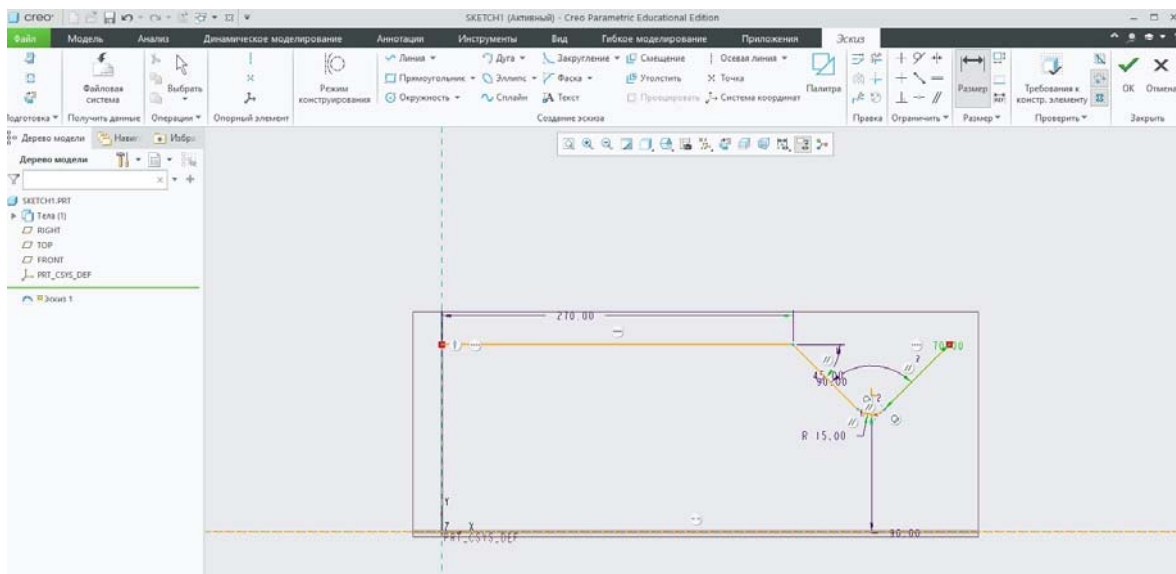 creo
SKETCH1 (Активный) - Creo Parametric Educational Edition
Файл Модель Анализ Динамическое моделирование Аннотации Инструменты Вид Гибкое моделирование Приложения Эскиз
Линия Дуга Закругление Смещение Осевая линия
Прямоугольник Эллипс Фаска Утолстить Точка
Окружность Сплайн Текст Проецировать Система координат
Файловая система
Выбрать
Режим конструирования
Палитра
Размер
Требования к констр. элементу
OK Отмена
Подготовка Получить данные Операции Опорный элемент Создание эскиза Правка Ограничить Размер Проверить Закрыть
Дерево модели Навиг Избр
Дерево модели
SKETCH1.PRT
Тела (1)
RIGHT
TOP
FRONT
PRT_CSYS_DEF
Эскиз 1
270.00
45.00
90.00
R 15.00
Y
Z X
PRT_CSYS_DEF
90.00